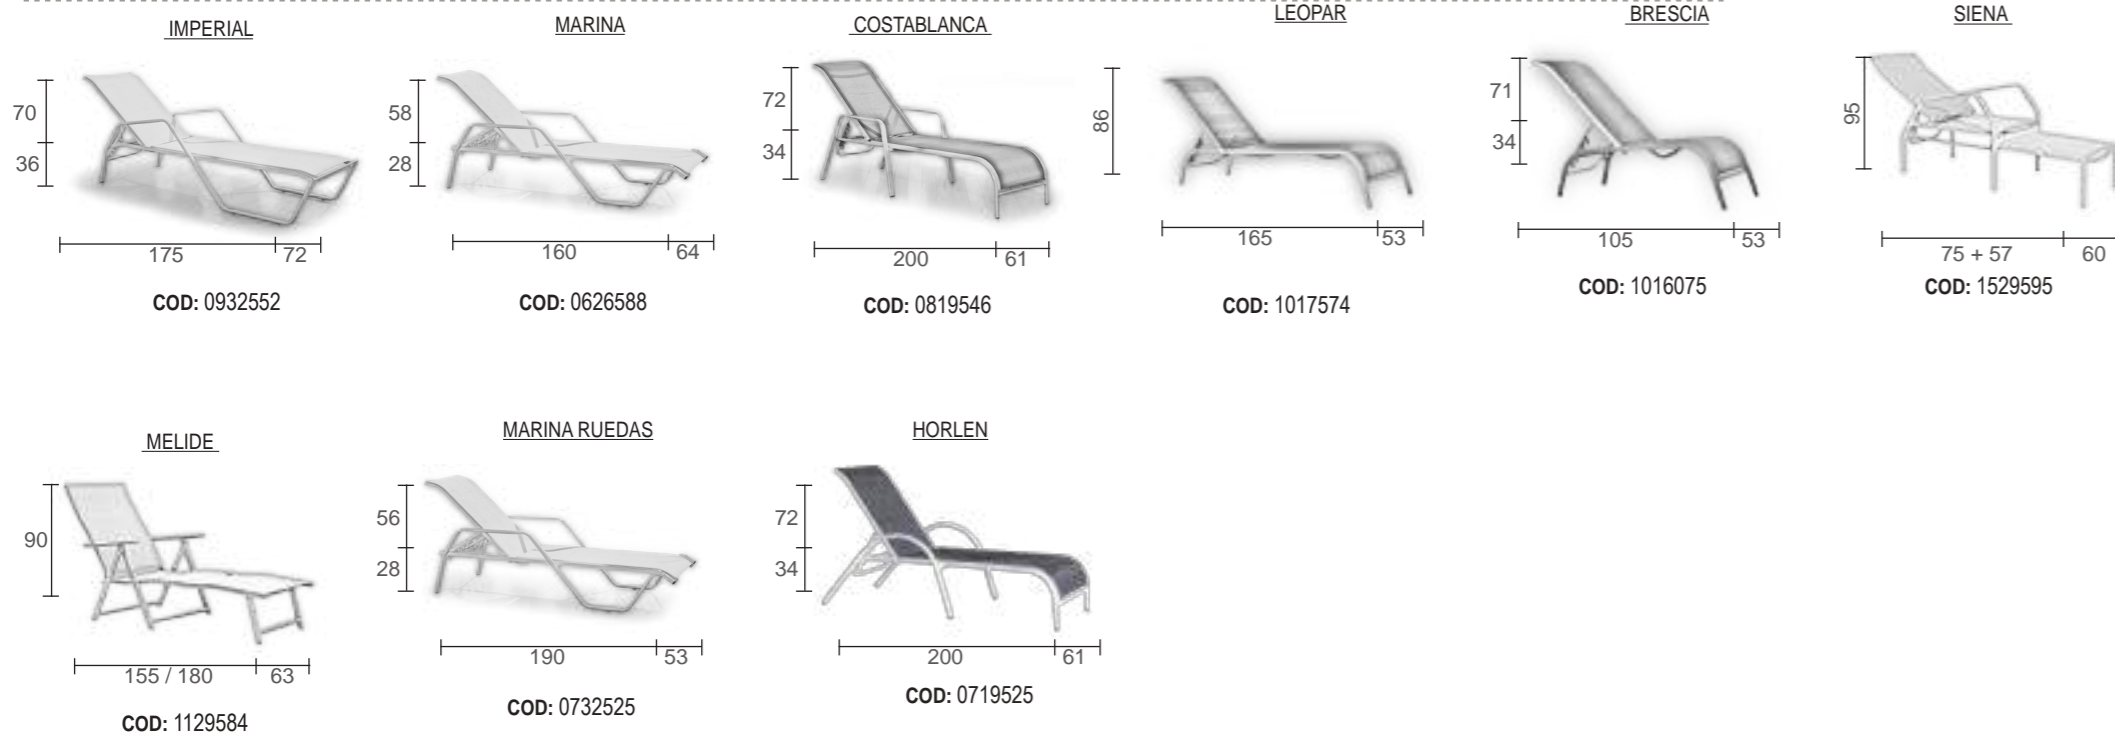 IMPERIAL
70
36
175
72
COD: 0932552
MARINA
58
28
160
64
COD: 0626588
COSTABLANCA
72
34
200
61
COD: 0819546
LEOPAR
86
165
53
COD: 1017574
BRESCIA
71
34
105
53
COD: 1016075
SIENA
95
75 + 57
60
COD: 1529595
MELIDE
90
155 / 180
63
COD: 1129584
MARINA RUEDAS
56
28
190
53
COD: 0732525
HORLEN
72
34
200
61
COD: 0719525